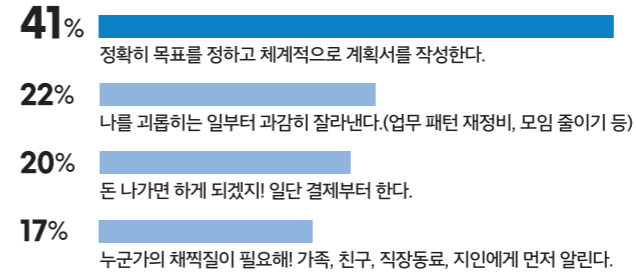 41%
정확히 목표를 정하고 체계적으로 계획서를 작성한다.
22%
나를 괴롭히는 일부터 과감히 잘라낸다.(업무 패턴 재정비, 모임 줄이기 등)
20%
돈 나가면 하게 되겠지! 일단 결제부터 한다.
17%
누군가의 채찍질이 필요해! 가족, 친구, 직장동료, 지인에게 먼저 알린다.